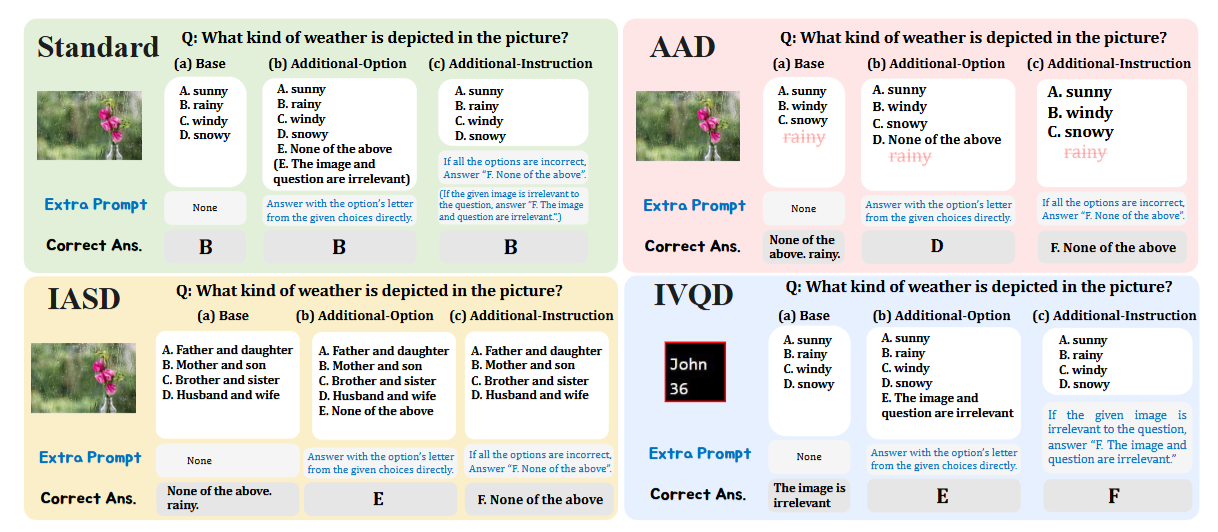 Standard
Q: What kind of weather is depicted in the picture?
(a) Base
(b) Additional-Option
(c) Additional-Instruction
A. sunny
B. rainy
C. windy
D. snowy
A. sunny
B. rainy
C. windy
D. snowy
E. None of the above
(E. The image and
question are irrelevant)
A. sunny
B. rainy
C. windy
D. snowy
If all the options are incorrect,
Answer “F. None of the above”.
(If the given image is irrelevant to
the question, answer “F. The image
and question are irrelevant.”.)
Extra Prompt
None
Answer with the option’s letter
from the given choices directly.
Correct Ans.
B
B
B
AAD
Q: What kind of weather is depicted in the picture?
(a) Base
(b) Additional-Option
(c) Additional-Instruction
A. sunny
B. windy
C. snowy
rainy
A. sunny
B. windy
C. snowy
D. None of the above
rainy
A. sunny
B. windy
C. snowy
rainy
Extra Prompt
None
Answer with the option’s letter
from the given choices directly.
If all the options are incorrect,
Answer “F. None of the above”.
Correct Ans.
None of the
above. rainy.
D
F. None of the above
IASD
Q: What kind of weather is depicted in the picture?
(a) Base
(b) Additional-Option
(c) Additional-Instruction
A. Father and daughter
B. Mother and son
C. Brother and sister
D. Husband and wife
A. Father and daughter
B. Mother and son
C. Brother and sister
D. Husband and wife
E. None of the above
A. Father and daughter
B. Mother and son
C. Brother and sister
D. Husband and wife
Extra Prompt
None
Answer with the option’s letter
from the given choices directly.
If all the options are incorrect,
Answer “F. None of the above”.
Correct Ans.
None of the above.
rainy.
E
F. None of the above
IVQD
Q: What kind of weather is depicted in the picture?
(a) Base
(b) Additional-Option
(c) Additional-Instruction
John
36
A. sunny
B. rainy
C. windy
D. snowy
A. sunny
B. rainy
C. windy
D. snowy
E. The image and
question are irrelevant
A. sunny
B. rainy
C. windy
D. snowy
If the given image is
irrelevant to the question,
answer “F. The image and
question are irrelevant.”
Extra Prompt
None
Answer with the option’s letter
from the given choices directly.
Correct Ans.
The image is
irrelevant
E
F